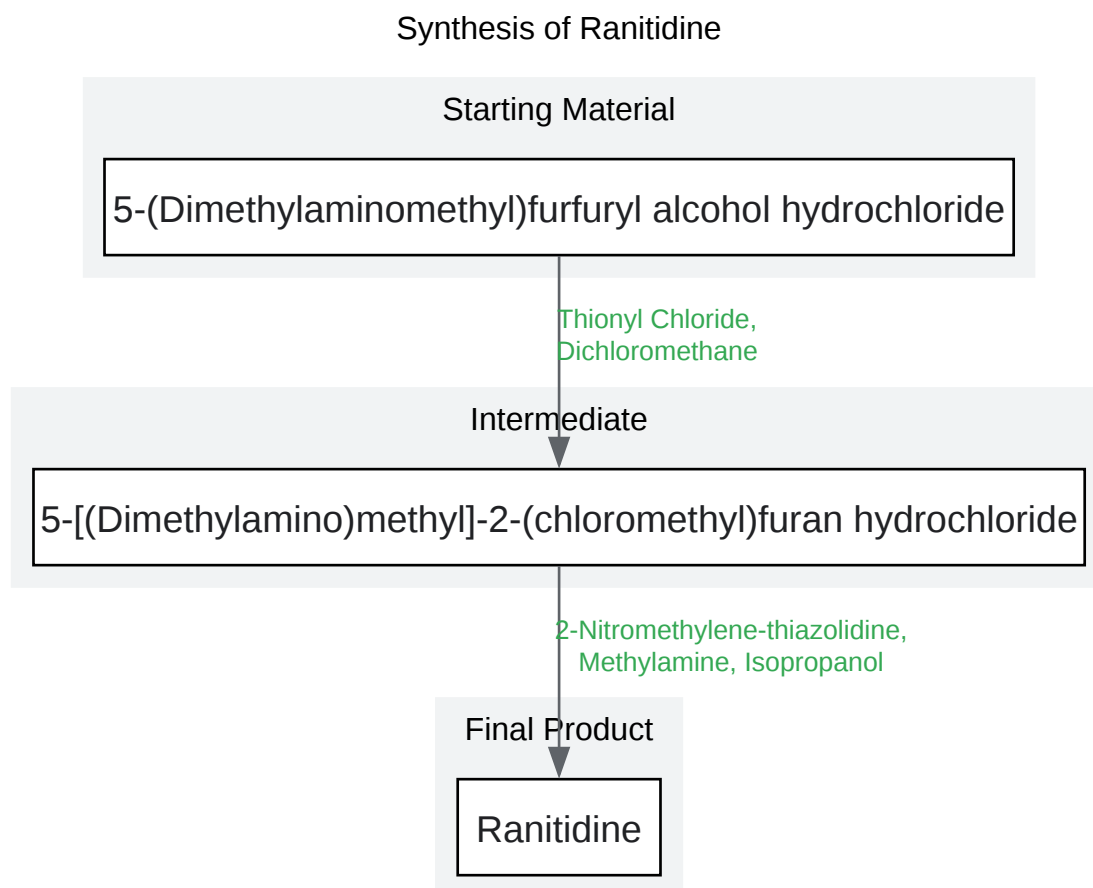 Synthesis of Ranitidine
Starting Material
5-(Dimethylaminomethyl)furfuryl alcohol hydrochloride
Thionyl Chloride,
Dichloromethane
Intermediate
5-[(Dimethylamino)methyl]-2-(chloromethyl)furan hydrochloride
2-Nitromethylene-thiazolidine,
Methylamine, Isopropanol
Final Product
Ranitidine